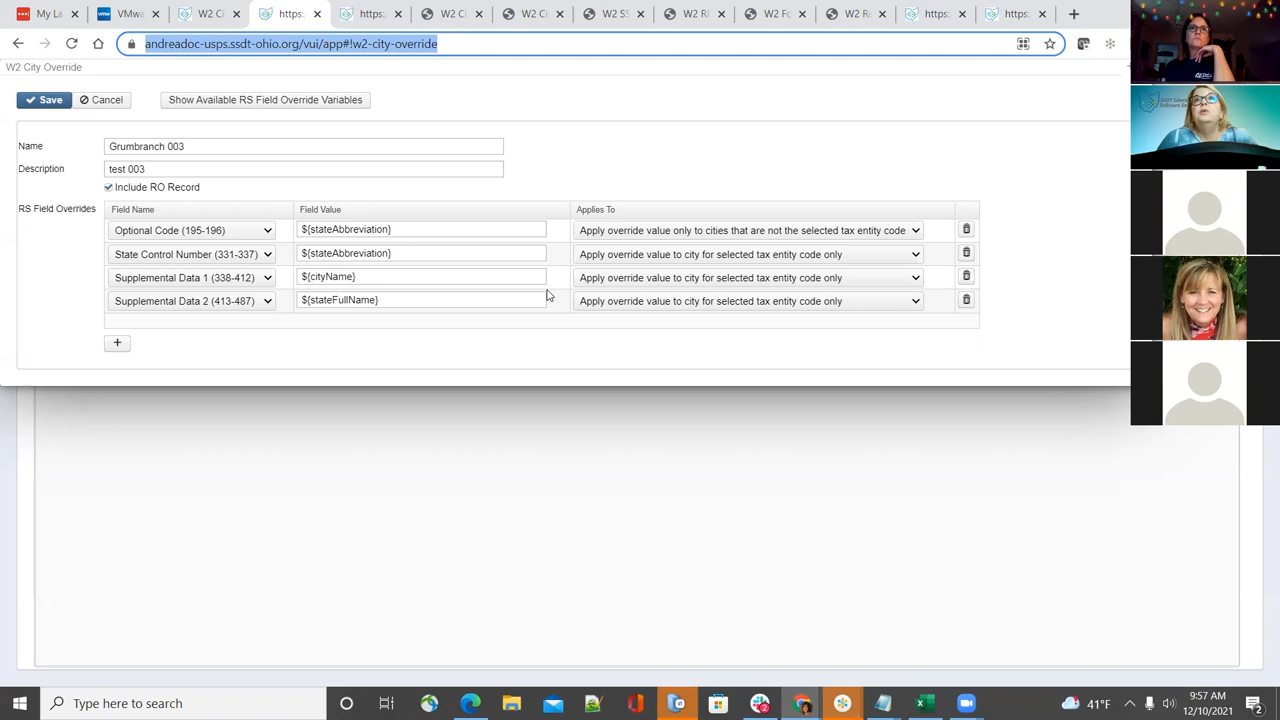 My La
VMwa
W2 Ci
https:
https:
W2 Ci
W2 Ci
W2 SS
W2 RI
W2 Fo
W2 Re
https:
https:
andreadoc-usps.ssdt-ohio.org/vui/app#!w2-city-override
W2 City Override
Save Cancel Show Available RS Field Override Variables
Name Grumbranch 003
Description test 003
Include RO Record
RS Field Overrides Field Name Field Value Applies To
Optional Code (195-196) ${stateAbbreviation} Apply override value only to cities that are not the selected tax entity code
State Control Number (331-337) ${stateAbbreviation} Apply override value to city for selected tax entity code only
Supplemental Data 1 (338-412) ${cityName} Apply override value to city for selected tax entity code only
Supplemental Data 2 (413-487) ${stateFullName} Apply override value to city for selected tax entity code only
+
Type here to search
41°F
9:57 AM
12/10/2021
2